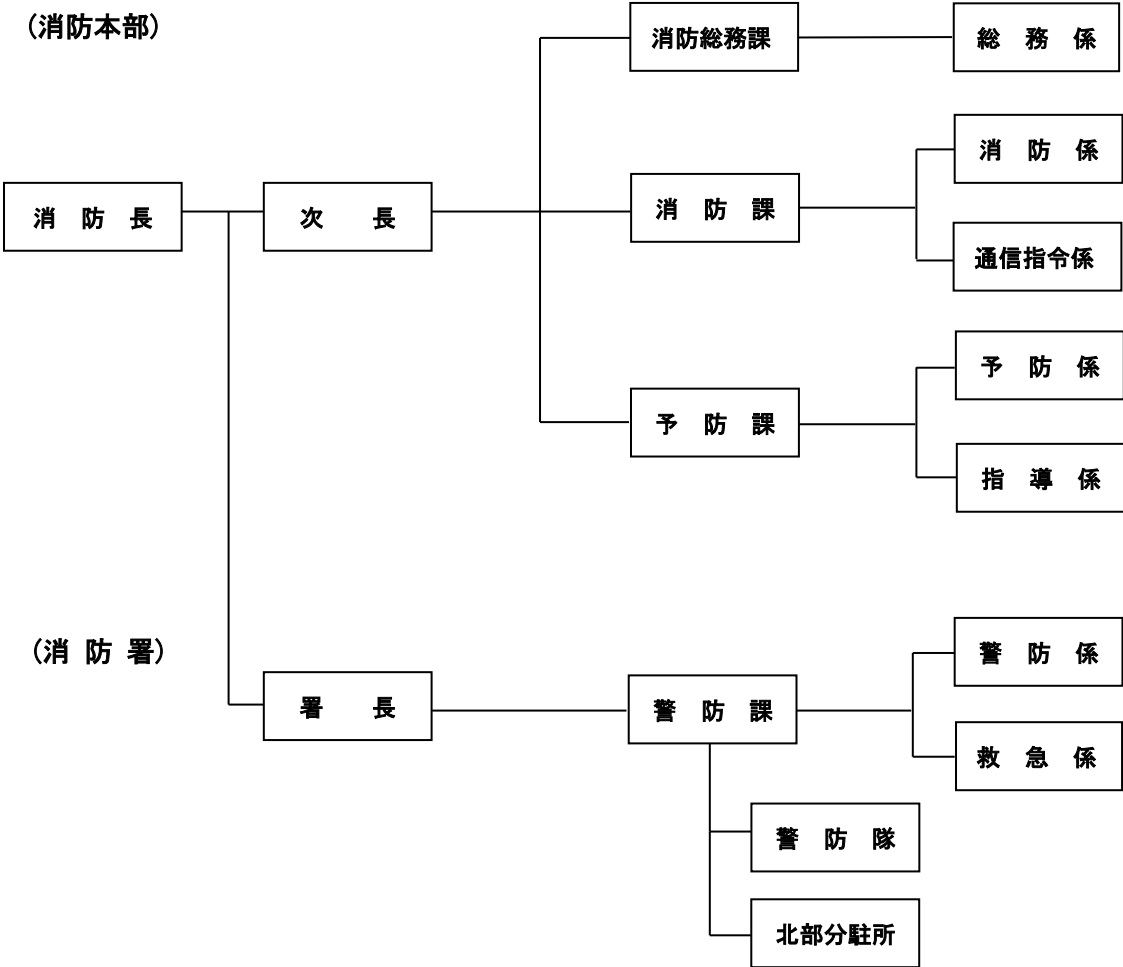 （消防本部）
消防総務課
総　務　係
消　防　係
消　防　長
次　　長
消　防　課
通信指令係
予　防　係
予　防　課
指　導　係
（消　防　署）
警　防　係
署　　長
警　防　課
救　急　係
警　防　隊
北部分駐所